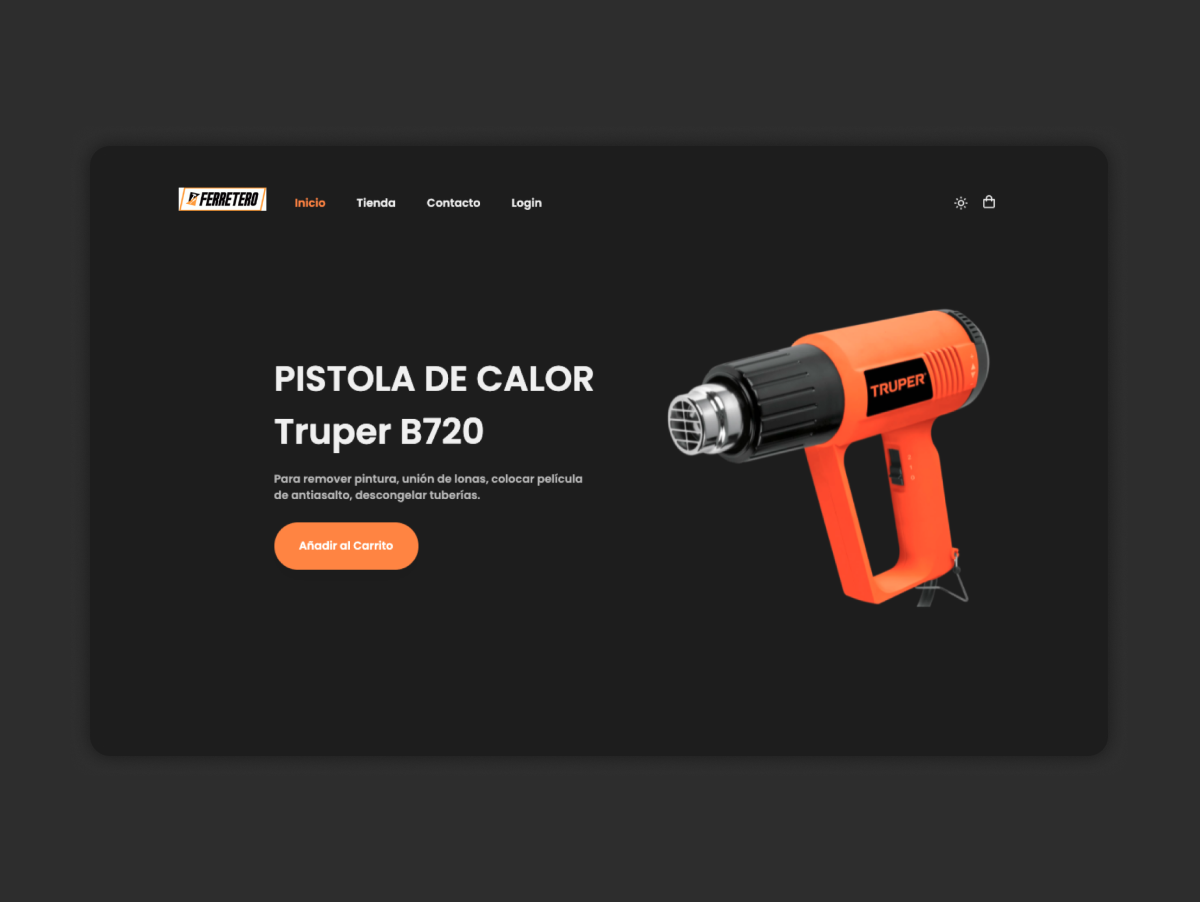 FERRETERO
Inicio
Tienda
Contacto
Login
PISTOLA DE CALOR
Truper B720
Para remover pintura, unión de lonas, colocar película
de antiasalto, descongelar tuberías.
Añadir al Carrito
TRUPER